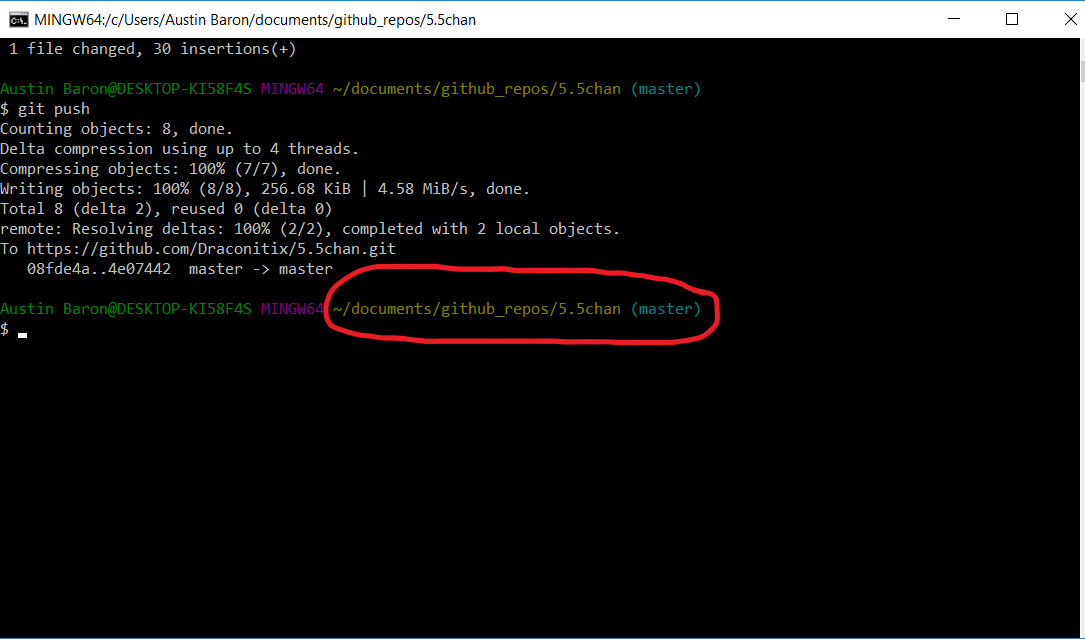 MINGW64:/c/Users/Austin Baron/documents/github_repos/5.5chan
1 file changed, 30 insertions(+)
Austin Baron@DESKTOP-KI58F4S MINGW64 ~/documents/github_repos/5.5chan (master)
$ git push
Counting objects: 8, done.
Delta compression using up to 4 threads.
Compressing objects: 100% (7/7), done.
Writing objects: 100% (8/8), 256.68 KiB | 4.58 MiB/s, done.
Total 8 (delta 2), reused 0 (delta 0)
remote: Resolving deltas: 100% (2/2), completed with 2 local objects.
To https://github.com/Draconitix/5.5chan.git
08fde4a..4e07442  master -> master
Austin Baron@DESKTOP-KI58F4S MINGW64 ~/documents/github_repos/5.5chan (master)
$